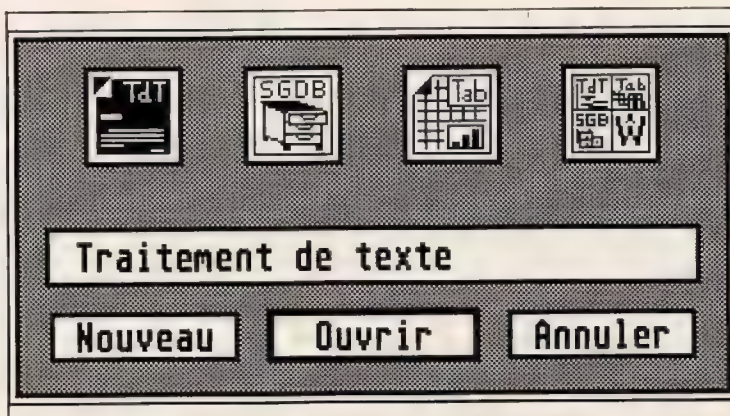 TdT SGDB Tab TdT Tab
SGB W
Traitement de texte
Nouveau Ouvrir Annuler